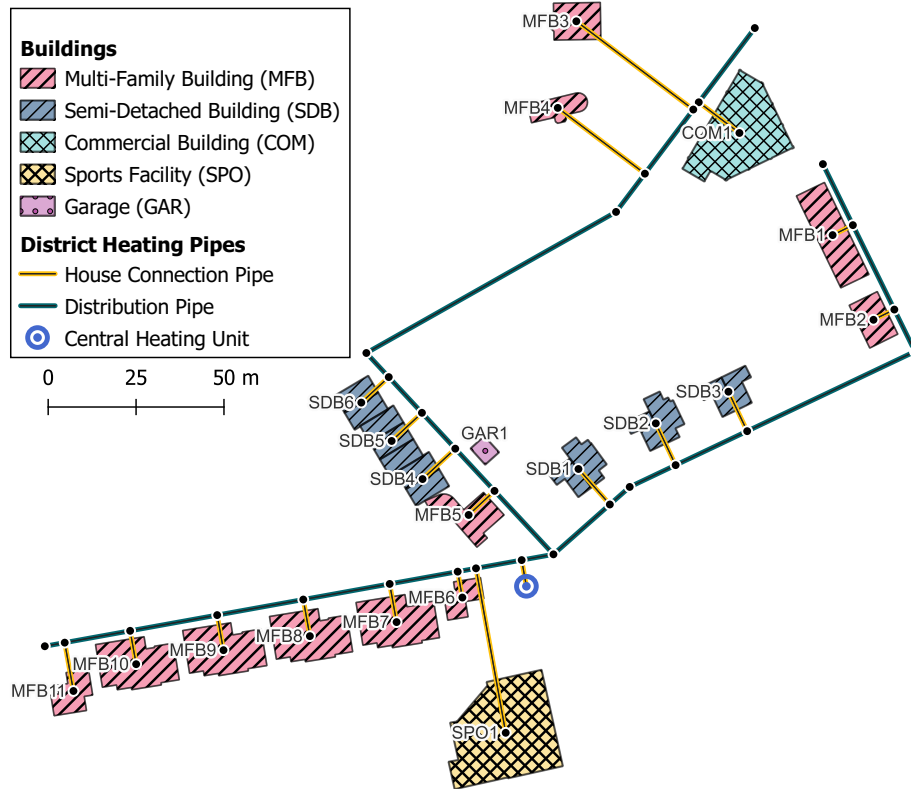 Buildings
Multi-Family Building (MFB)
Semi-Detached Building (SDB)
Commercial Building (COM)
Sports Facility (SPO)
Garage (GAR)
District Heating Pipes
House Connection Pipe
Distribution Pipe
Central Heating Unit
0 25 50 m
MFB3
MFB4
COM1
MFB1
MFB2
SDB3
SDB6
SDB2
SDB5
GAR1
SDB4
SDB1
MFB5
MFB6
MFB7
MFB8
MFB9
MFB10
MFB11
SPO1